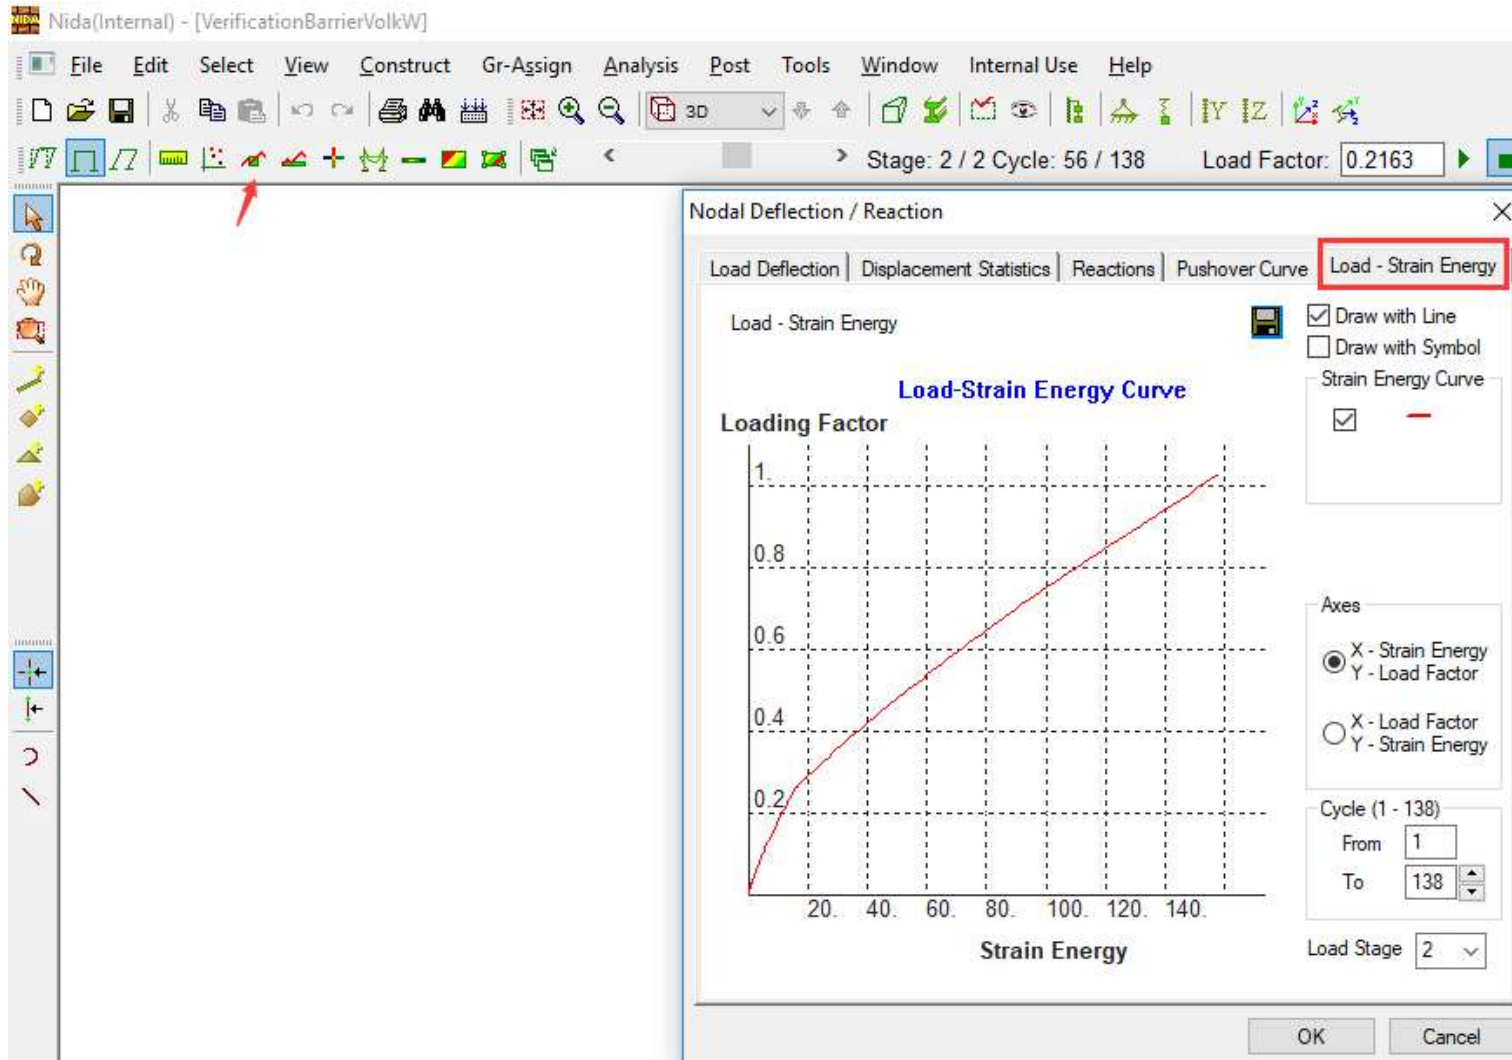 NIDA Nida(Internal) - [VerificationBarrierVolkW]
File Edit Select View Construct Gr-Assign Analysis Post Tools Window Internal Use Help
3D
Stage: 2 / 2 Cycle: 56 / 138 Load Factor: 0.2163
Nodal Deflection / Reaction
Load Deflection Displacement Statistics Reactions Pushover Curve Load - Strain Energy
Load - Strain Energy
Draw with Line
Draw with Symbol
Strain Energy Curve
Load-Strain Energy Curve
Loading Factor
1.
0.8
0.6
0.4
0.2
20. 40. 60. 80. 100. 120. 140.
Strain Energy
Axes
X - Strain Energy
Y - Load Factor
X - Load Factor
Y - Strain Energy
Cycle (1 - 138)
From 1
To 138
Load Stage 2
OK Cancel